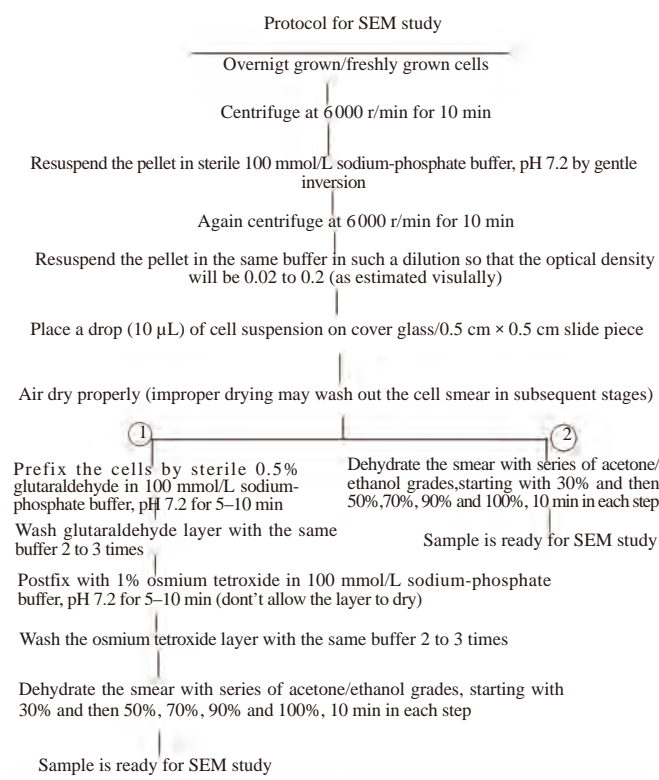 Protocol for SEM study
Overnigt grown/freshly grown cells
Centrifuge at 6 000 r/min for 10 min
Resuspend the pellet in sterile 100 mmol/L sodium-phosphate buffer, pH 7.2 by gentle
inversion
Again centrifuge at 6 000 r/min for 10 min
Resuspend the pellet in the same buffer in such a dilution so that the optical density
will be 0.02 to 0.2 (as estimated visulally)
Place a drop (10 µL) of cell suspension on cover glass/0.5 cm × 0.5 cm slide piece
Air dry properly (improper drying may wash out the cell smear in subsequent stages)
1
Prefix the cells by sterile 0.5%
glutaraldehyde in 100 mmol/L sodium-
phosphate buffer, pH 7.2 for 5–10 min
Wash glutaraldehyde layer with the same
buffer 2 to 3 times
Postfix with 1% osmium tetroxide in 100 mmol/L sodium-phosphate
buffer, pH 7.2 for 5–10 min (dont't allow the layer to dry)
Wash the osmium tetroxide layer with the same buffer 2 to 3 times
Dehydrate the smear with series of acetone/ethanol grades, starting with
30% and then 50%, 70%, 90% and 100%, 10 min in each step
Sample is ready for SEM study
2
Dehydrate the smear with series of acetone/
ethanol grades,starting with 30% and then
50%,70%, 90% and 100%, 10 min in each step
Sample is ready for SEM study